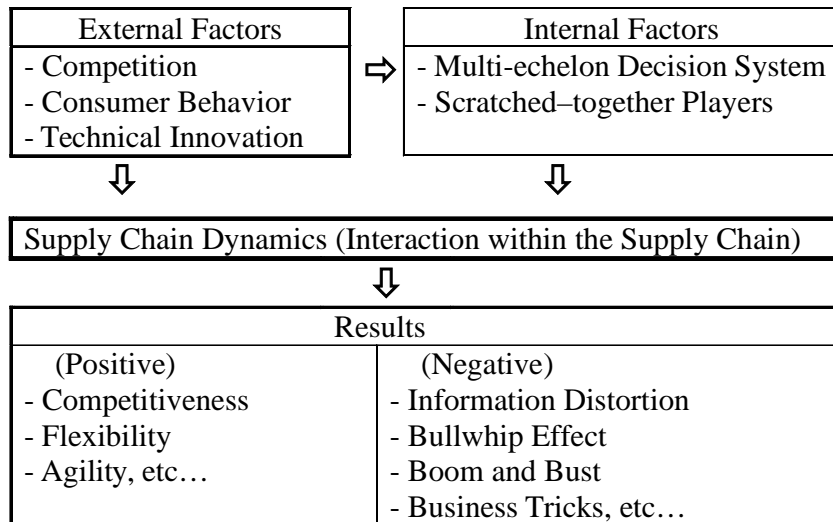 External Factors
- Competition
- Consumer Behavior
- Technical Innovation
Internal Factors
- Multi-echelon Decision System
- Scratched–together Players
Supply Chain Dynamics (Interaction within the Supply Chain)
Results
(Positive)
- Competitiveness
- Flexibility
- Agility, etc…
(Negative)
- Information Distortion
- Bullwhip Effect
- Boom and Bust
- Business Tricks, etc…